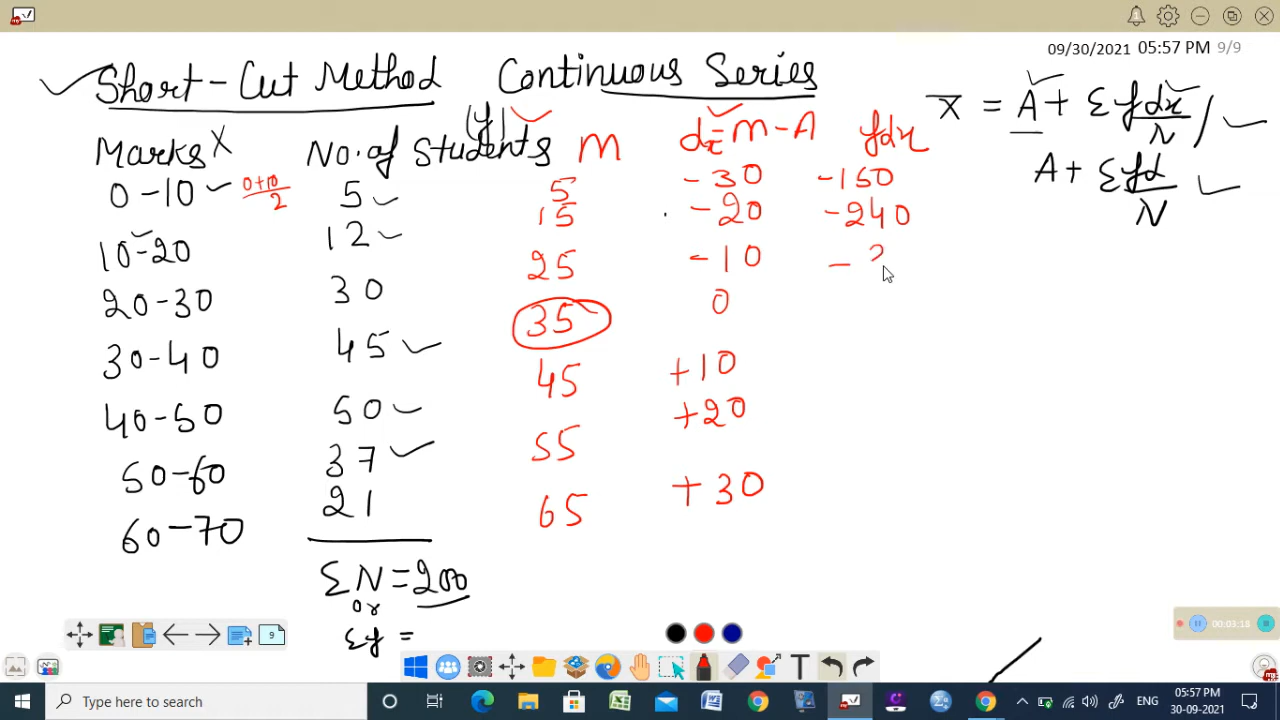 09/30/2021 05:57 PM 9/9
Short-Cut Method Continuous Series
x̄ = A + Σfdx/N
A + Σfd/N
Marks X No. of Students (f) m dx = m - A fdx
0-10 0+10/2 5 5 -30 -150
10-20 12 15 -20 -240
20-30 30 25 -10 -
30-40 45 35 0
40-50 50 45 +10
50-60 37 55 +20
60-70 21 65 +30
ΣN = 200
or
Σf =
9
00:03:18
T
Type here to search
ENG
05:57 PM
30-09-2021